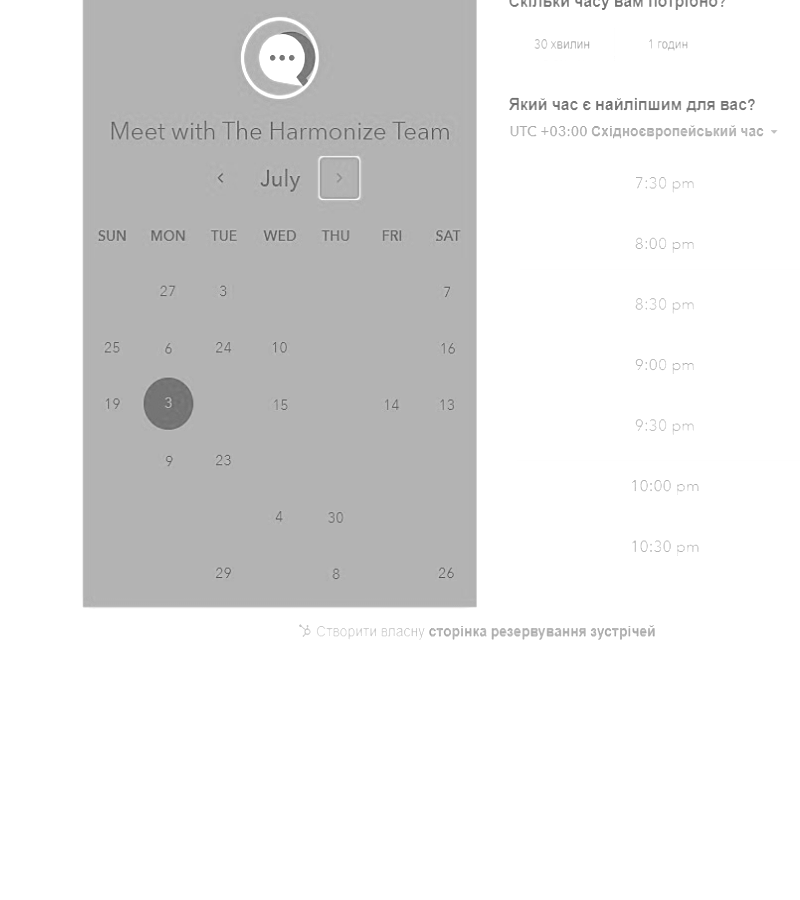 Скільки часу вам потрібно?
30 хвилин 1 годин
Meet with The Harmonize Team
July
SUN MON TUE WED THU FRI SAT
27 3 7
25 6 24 10 16
19 3 15 14 13
9 23
4 30
29 8 26
Який час є найліпшим для вас?
UTC +03:00 Східноєвропейський час
7:30 pm
8:00 pm
8:30 pm
9:00 pm
9:30 pm
10:00 pm
10:30 pm
Створити власну сторінка резервування зустрічей